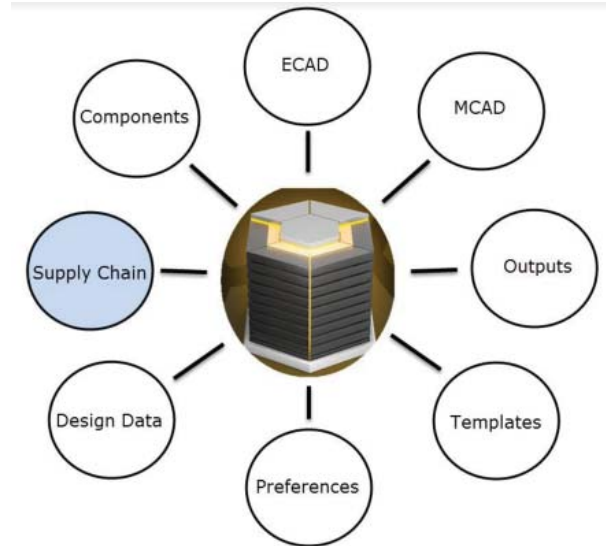 ECAD
MCAD
Components
Supply Chain
Outputs
Design Data
Templates
Preferences